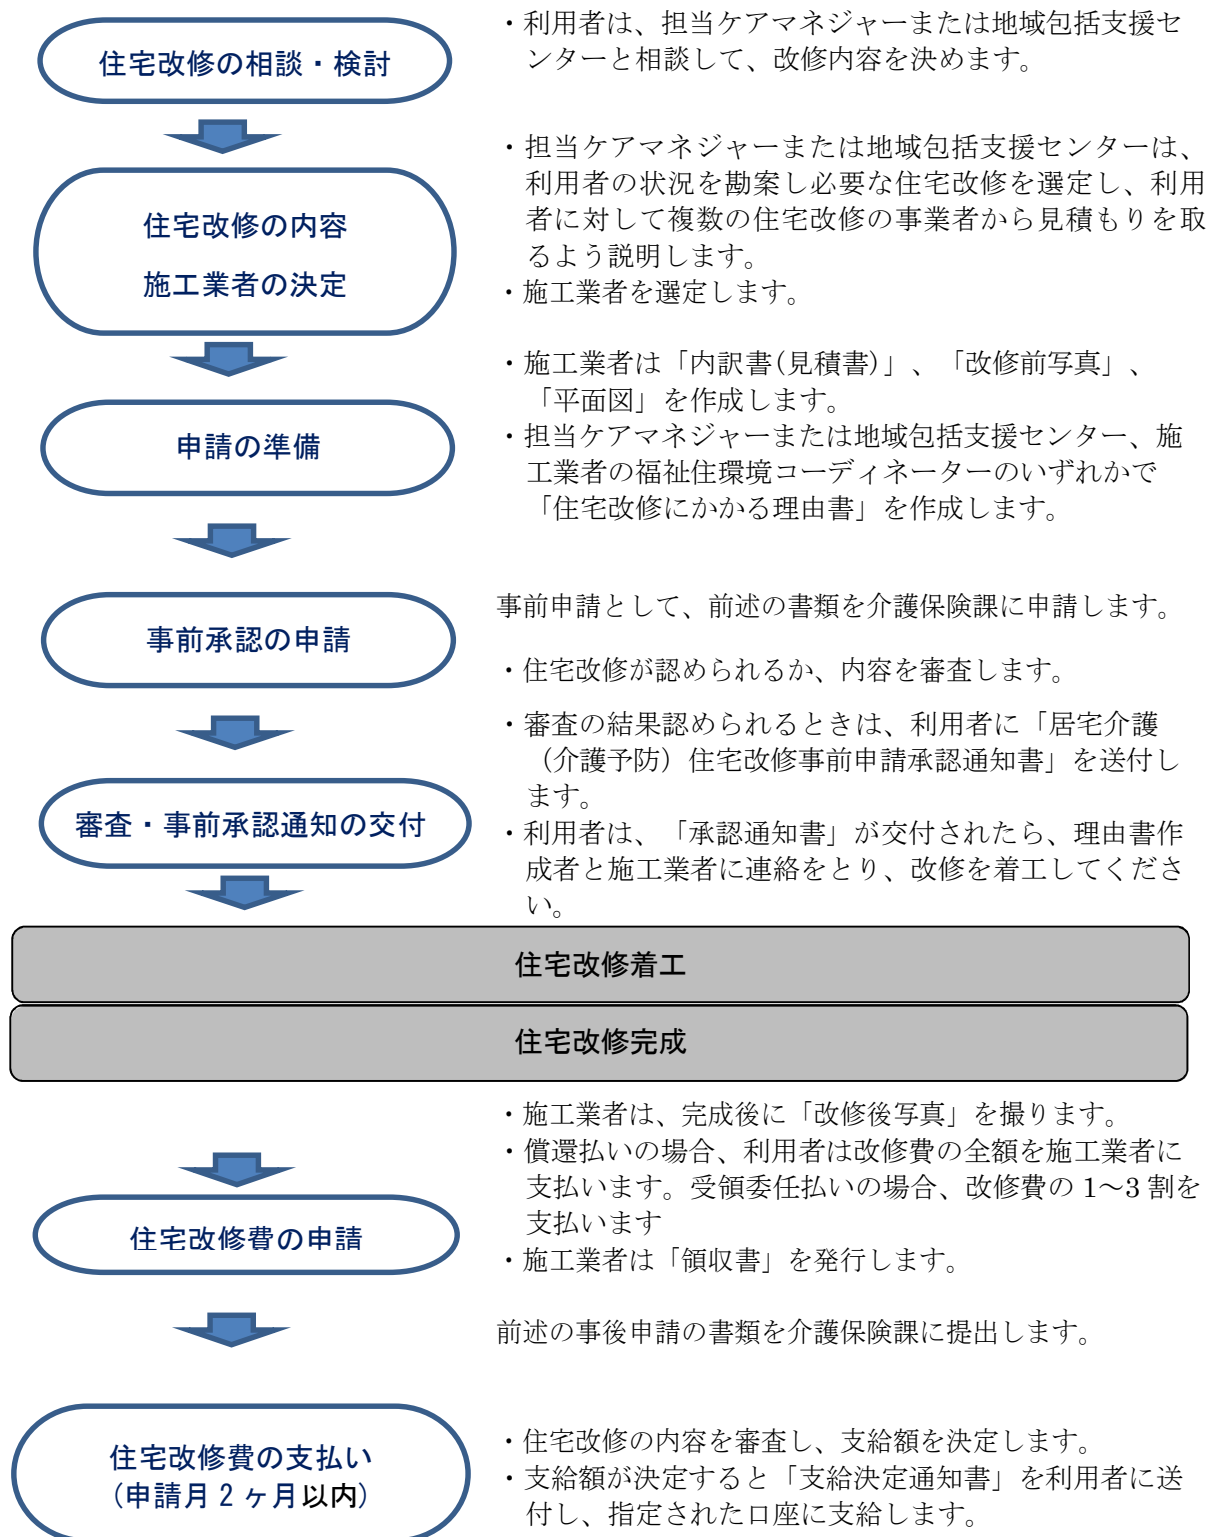 住宅改修の相談・検討
・利用者は、担当ケアマネジャーまたは地域包括支援セ
ンターと相談して、改修内容を決めます。
住宅改修の内容
施工業者の決定
・担当ケアマネジャーまたは地域包括支援センターは、
利用者の状況を勘案し必要な住宅改修を選定し、利用
者に対して複数の住宅改修の事業者から見積もりを取
るよう説明します。
・施工業者を選定します。
申請の準備
・施工業者は「内訳書(見積書)」、「改修前写真」、
「平面図」を作成します。
・担当ケアマネジャーまたは地域包括支援センター、施
工業者の福祉住環境コーディネーターのいずれかで
「住宅改修にかかる理由書」を作成します。
事前承認の申請
事前申請として、前述の書類を介護保険課に申請します。
審査・事前承認通知の交付
・住宅改修が認められるか、内容を審査します。
・審査の結果認められるときは、利用者に「居宅介護
（介護予防）住宅改修事前申請承認通知書」を送付し
ます。
・利用者は、「承認通知書」が交付されたら、理由書作
成者と施工業者に連絡をとり、改修を着工してくださ
い。
住宅改修着工
住宅改修完成
・施工業者は、完成後に「改修後写真」を撮ります。
・償還払いの場合、利用者は改修費の全額を施工業者に
支払います。受領委任払いの場合、改修費の 1～3 割を
支払います
・施工業者は「領収書」を発行します。
住宅改修費の申請
前述の事後申請の書類を介護保険課に提出します。
住宅改修費の支払い
(申請月２ヶ月以内)
・住宅改修の内容を審査し、支給額を決定します。
・支給額が決定すると「支給決定通知書」を利用者に送
付し、指定された口座に支給します。